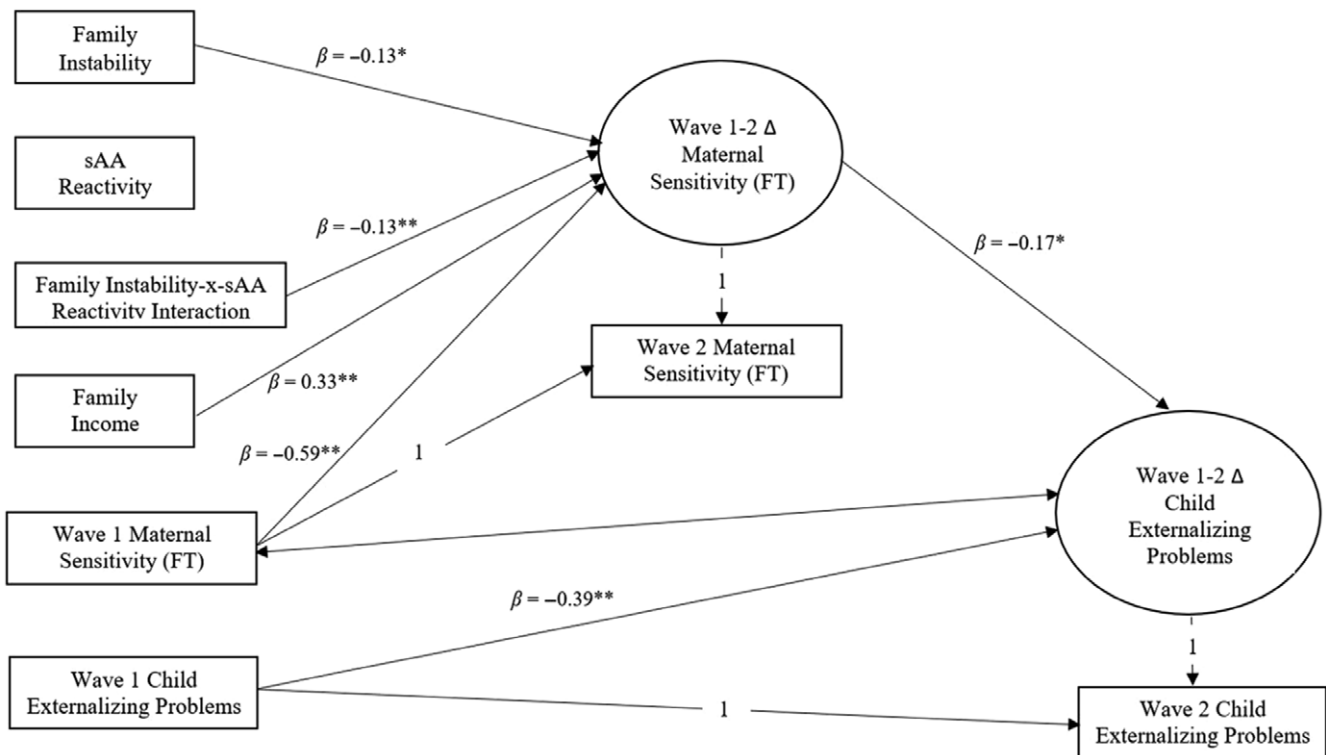 Family
Instability
β = −0.13*
sAA
Reactivity
Wave 1-2 Δ
Maternal
Sensitivity (FT)
β = −0.13**
β = −0.17*
Family Instability-x-sAA
Reactivity Interaction
1
Wave 2 Maternal
Sensitivity (FT)
β = 0.33**
Family
Income
β = −0.59**
1
Wave 1-2 Δ
Child
Externalizing
Problems
Wave 1 Maternal
Sensitivity (FT)
β = −0.39**
1
Wave 1 Child
Externalizing Problems
1
Wave 2 Child
Externalizing Problems